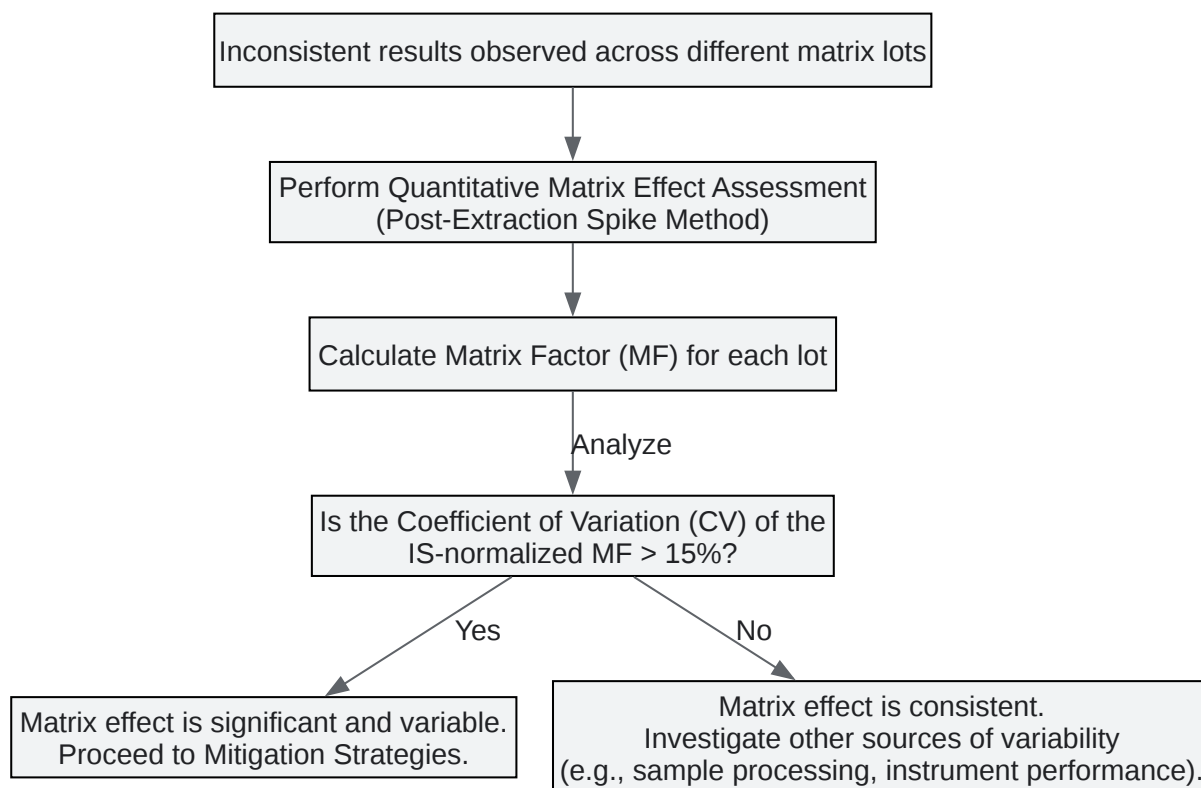 Inconsistent results observed across different matrix lots
Perform Quantitative Matrix Effect Assessment
(Post-Extraction Spike Method)
Calculate Matrix Factor (MF) for each lot
Analyze
Is the Coefficient of Variation (CV) of the
IS-normalized MF > 15%?
Yes
No
Matrix effect is significant and variable.
Proceed to Mitigation Strategies.
Matrix effect is consistent.
Investigate other sources of variability
(e.g., sample processing, instrument performance).